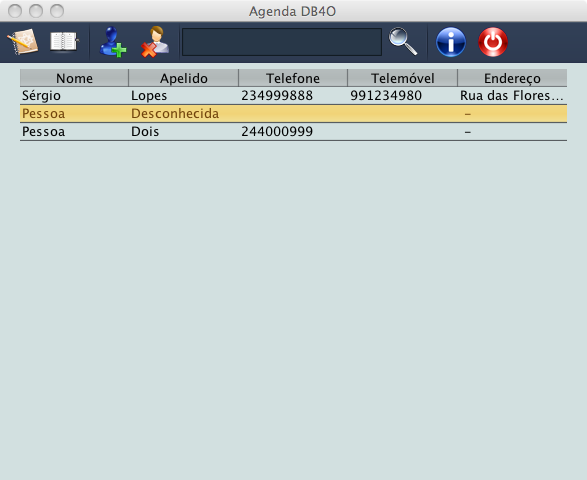 Agenda DB4O
Nome Apelido Telefone Telemóvel Endereço
Sérgio Lopes 234999888 991234980 Rua das Flores...
Pessoa Desconhecida -
Pessoa Dois 244000999 -